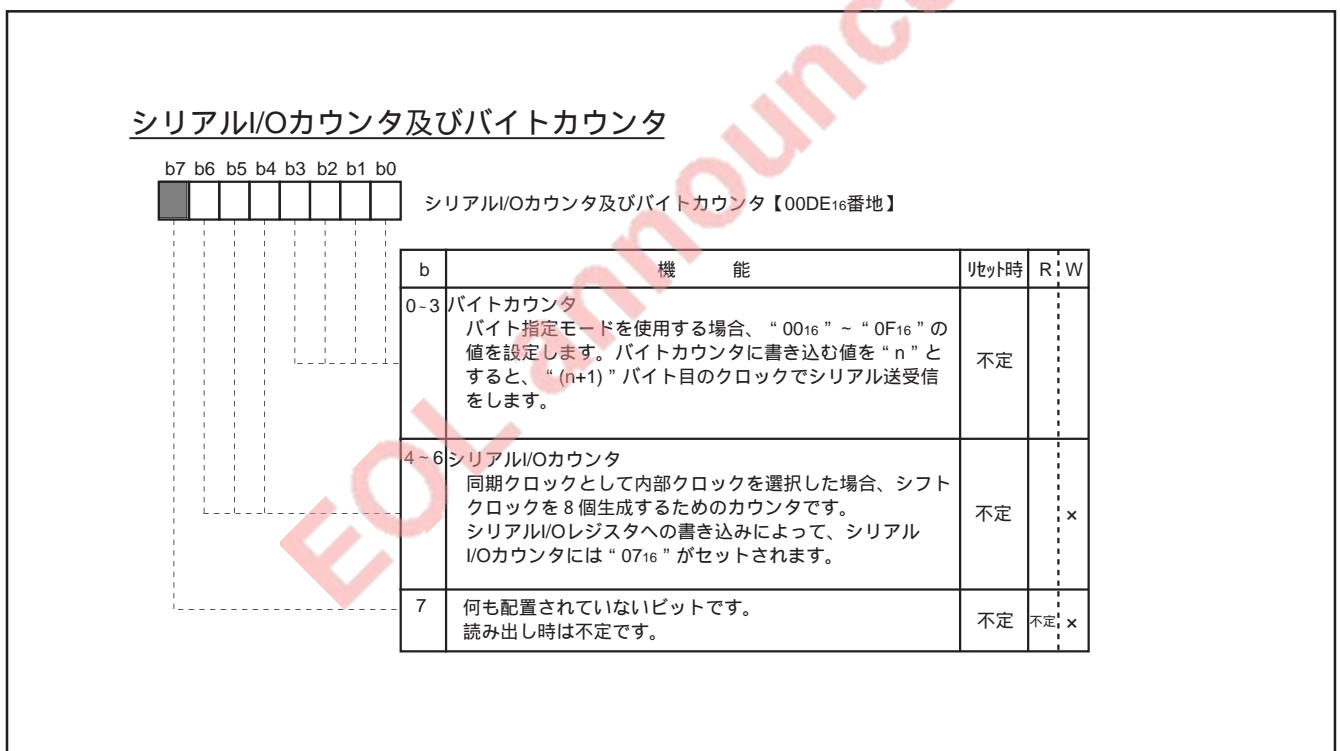 シリアルI/Oカウンタ及びバイトカウンタ
b7 b6 b5 b4 b3 b2 b1 b0
シリアルI/Oカウンタ及びバイトカウンタ【00DE16番地】
b 機 能 リセット時 R W
0~3 バイトカウンタ
バイト指定モードを使用する場合、“0016”~“0F16”の
値を設定します。バイトカウンタに書き込む値を“n”と
すると、“(n+1)”バイト目のクロックでシリアル送受信
をします。
不定
4~6 シリアルI/Oカウンタ
同期クロックとして内部クロックを選択した場合、シフト
クロックを8個生成するためのカウンタです。
シリアルI/Oレジスタへの書き込みによって、シリアル
I/Oカウンタには“0716”がセットされます。
不定 ×
7 何も配置されていないビットです。
読み出し時は不定です。
不定 不定 ×
EOL announc